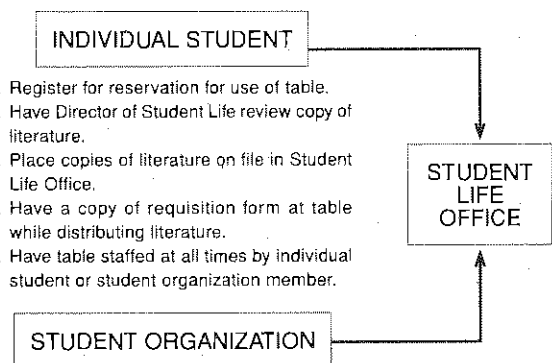 INDIVIDUAL STUDENT
Register for reservation for use of table.
Have Director of Student Life review copy of
literature.
Place copies of literature on file in Student
Life Office.
Have a copy of requisition form at table
while distributing literature.
Have table staffed at all times by individual
student or student organization member.
STUDENT
LIFE
OFFICE
STUDENT ORGANIZATION